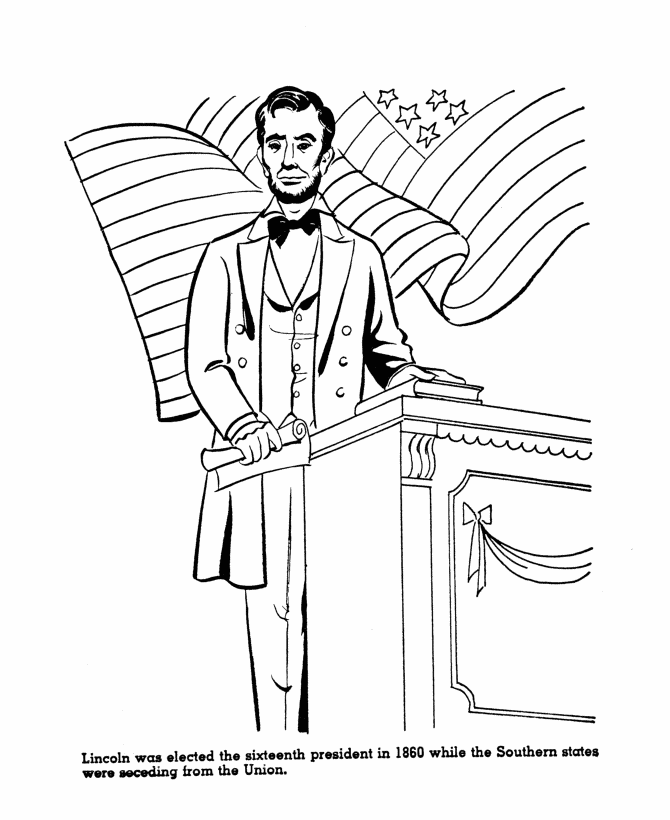 Lincoln was elected the sixteenth president in 1860 while the Southern states
were seceding from the Union.